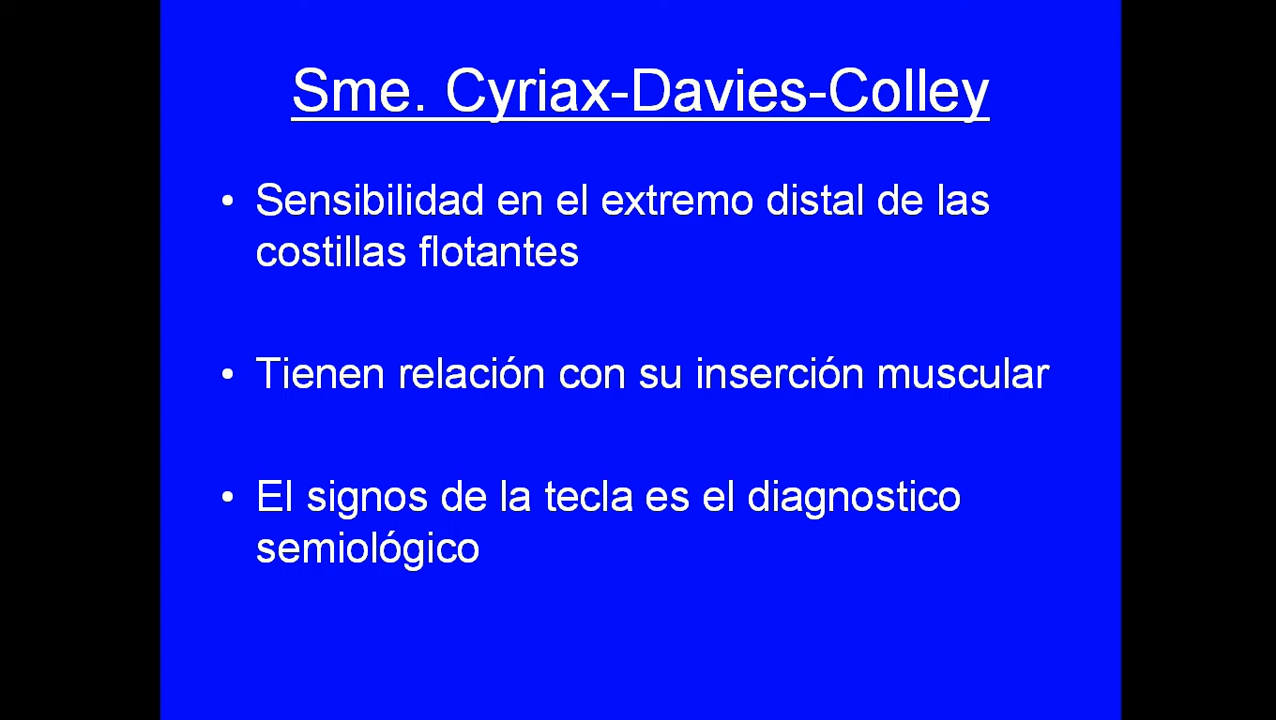 Sme. Cyriax-Davies-Colley
• Sensibilidad en el extremo distal de las
costillas flotantes
• Tienen relación con su inserción muscular
• El signos de la tecla es el diagnostico
semiológico